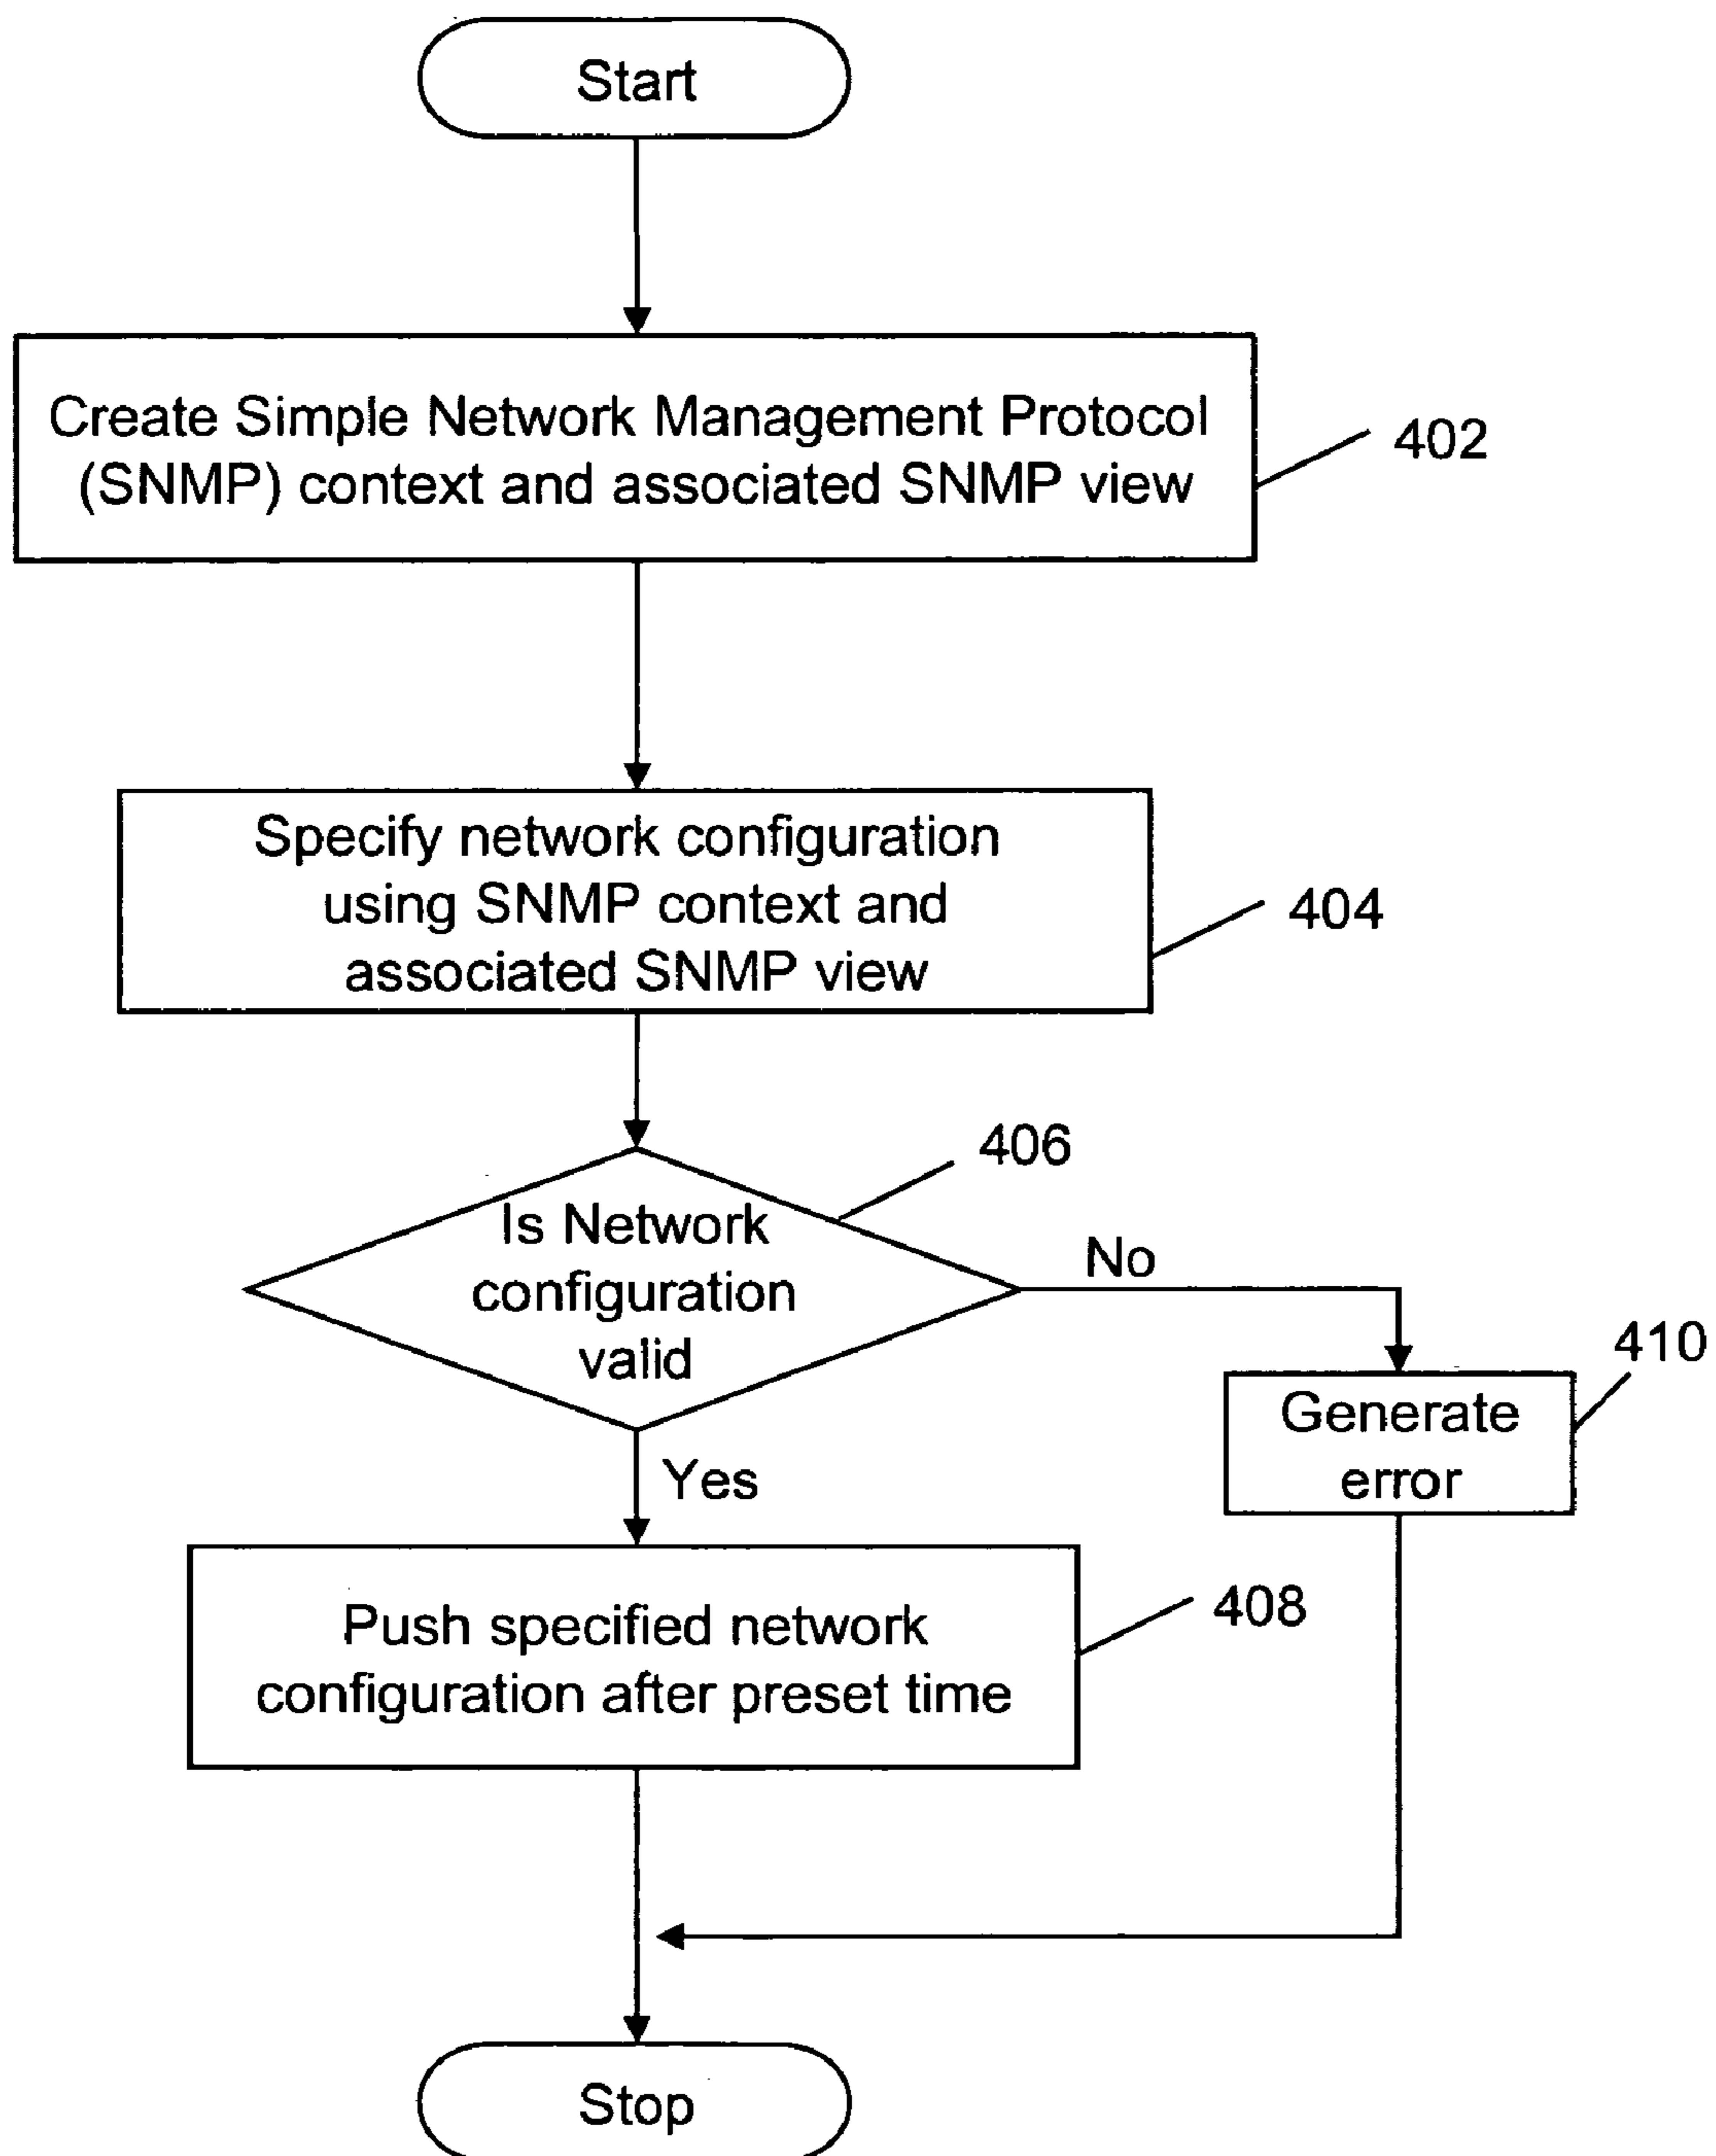 Start
Create Simple Network Management Protocol
(SNMP) context and associated SNMP view
402
Specify network configuration
using SNMP context and
associated SNMP view
404
406
Is Network
configuration
valid
No
410
Generate
error
Yes
Push specified network
configuration after preset time
408
Stop